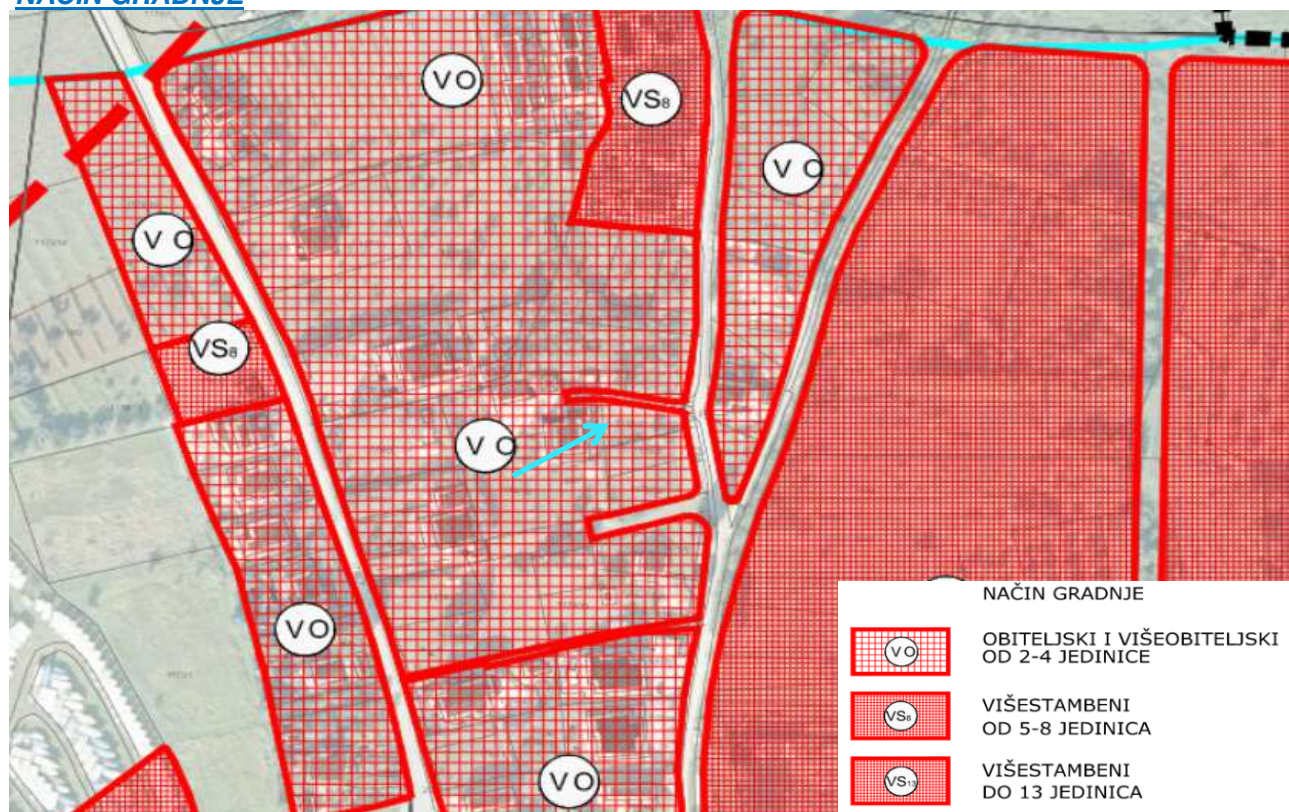 NAČIN GRADNJE
VO
VS8
VO
VO
VS8
VO
VO
VO
NAČIN GRADNJE
VO
OBITELJSKI I VIŠEOBITELJSKI
OD 2-4 JEDINICE
VS8
VIŠESTAMBENI
OD 5-8 JEDINICA
VS13
VIŠESTAMBENI
DO 13 JEDINICA